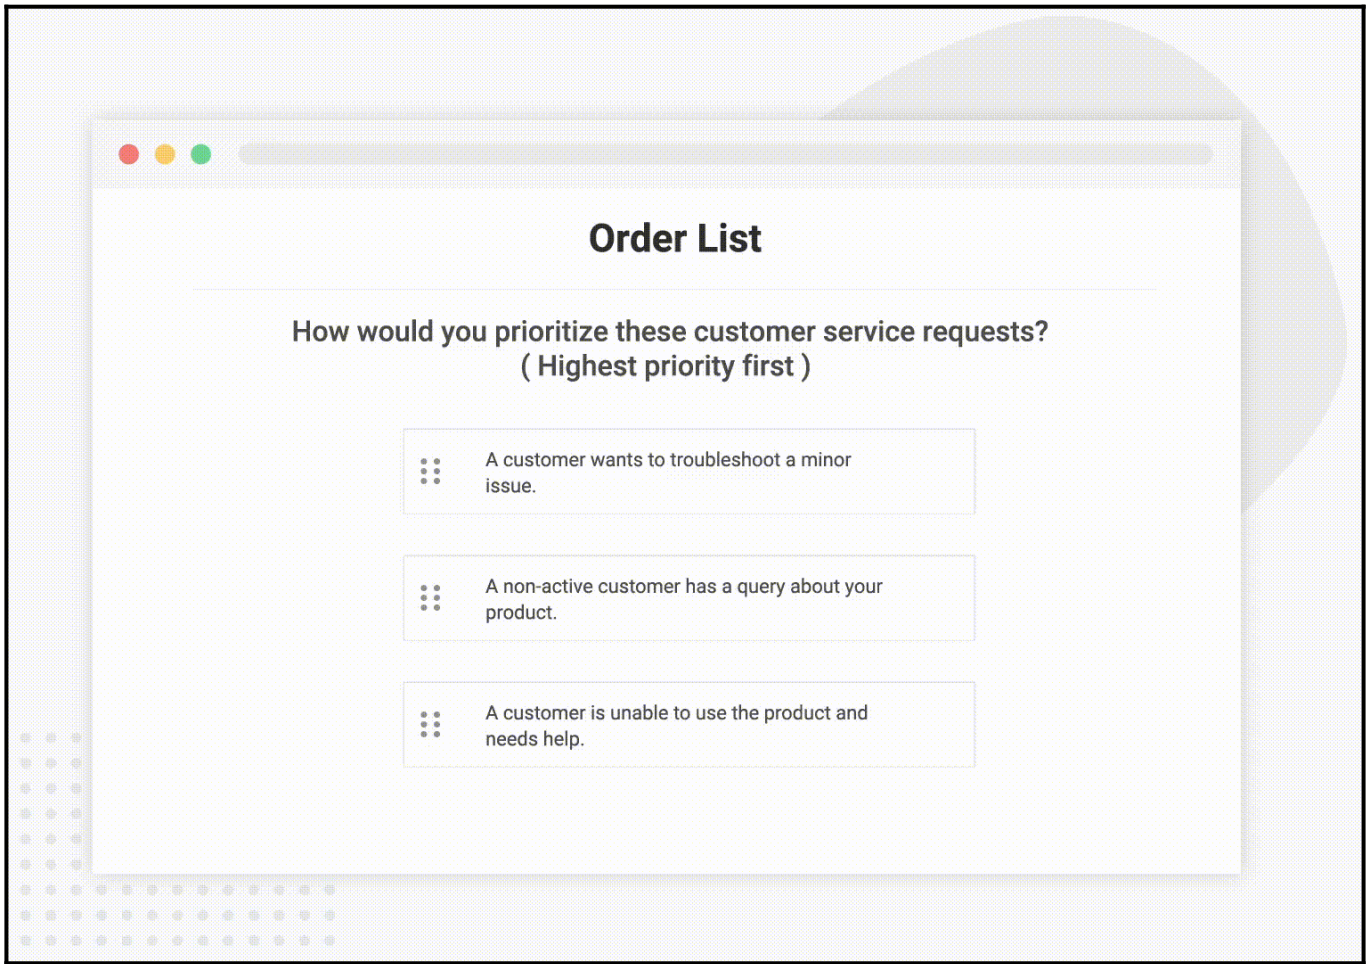 Order List
How would you prioritize these customer service requests?
( Highest priority first )
A customer wants to troubleshoot a minor
issue.
A non-active customer has a query about your
product.
A customer is unable to use the product and
needs help.